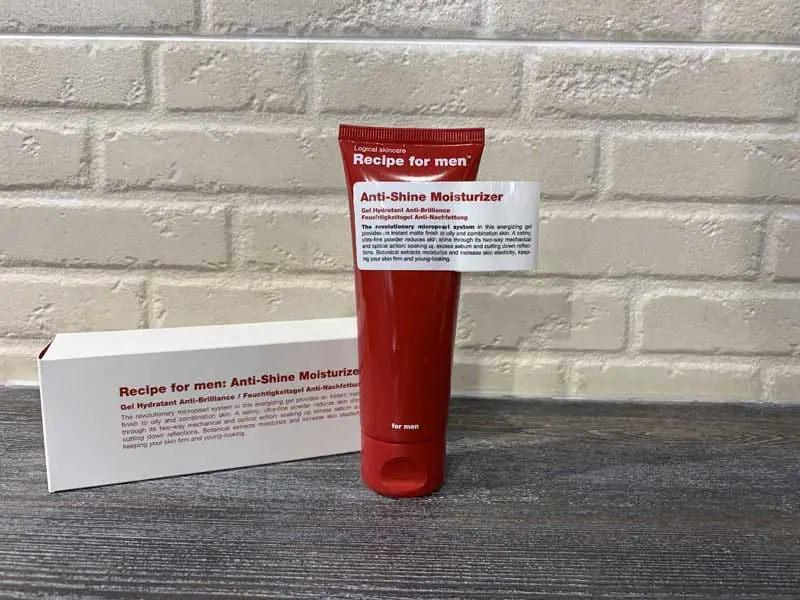 Logical skincare
Recipe for men™
Anti-Shine Moisturizer
Gel Hydratant Anti-Brilliance
Feuchtigkeitsgel Anti-Nachfettung
The revolutionary micropearl system in this energizing gel
provides an instant matte finish to oily and combination skin. A satiny,
ultra-fine powder reduces skin shine through its two-way mechanical
and optical action: soaking up excess sebum and cutting down reflec-
tions. Botanical extracts moisturize and increase skin elasticity, keep-
ing your skin firm and young-looking.
for men
Recipe for men: Anti-Shine Moisturizer
Gel Hydratant Anti-Brilliance / Feuchtigkeitsgel Anti-Nachfettung
The revolutionary micropearl system in this energizing gel provides an instant matte
finish to oily and combination skin. A satiny, ultra-fine powder reduces skin shine
through its two-way mechanical and optical action: soaking up excess sebum and
cutting down reflections. Botanical extracts moisturize and increase skin elasticity,
keeping your skin firm and young-looking.